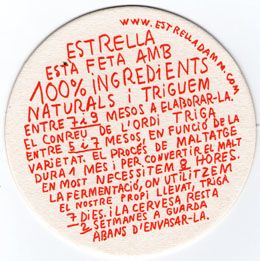 www.estrelladamm.com
ESTRELLA
ESTÀ FETA AMB
100% INGREDIENTS
NATURALS i TRIGUEM
ENTRE 7 i 9 MESOS A ELABORAR-LA.
EL CONREU DE L'ORDI TRIGA
ENTRE 5 i 7 MESOS, EN FUNCIÓ DE LA
VARIETAT. EL PROCÉS DE MALTATGE
DURA 1 MES i PER CONVERTIR EL MALT
EN MOST NECESSITEM 8 HORES.
LA FERMENTACIÓ, ON UTILITZEM
EL NOSTRE PROPI LLEVAT, TRIGA
7 DIES. i LA CERVESA RESTA
2 SETMANES A GUARDA
ABANS D'ENVASAR-LA.